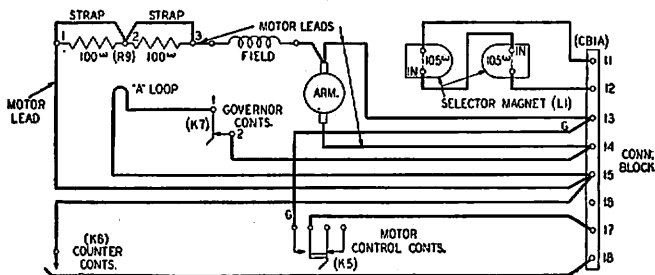 STRAP STRAP
1 2 3
100ω (R9) 100ω
MOTOR LEADS
FIELD
MOTOR LEAD
"A" LOOP
(K7)
1
GOVERNOR CONTS.
2
ARM.
105ω
IN
105ω
IN
SELECTOR MAGNET (L1)
(CB1A)
11
12
G
13
14
15
16
17
18
CONN. BLOCK
(K6)
COUNTER CONTS.
G
MOTOR CONTROL CONTS.
(K5)